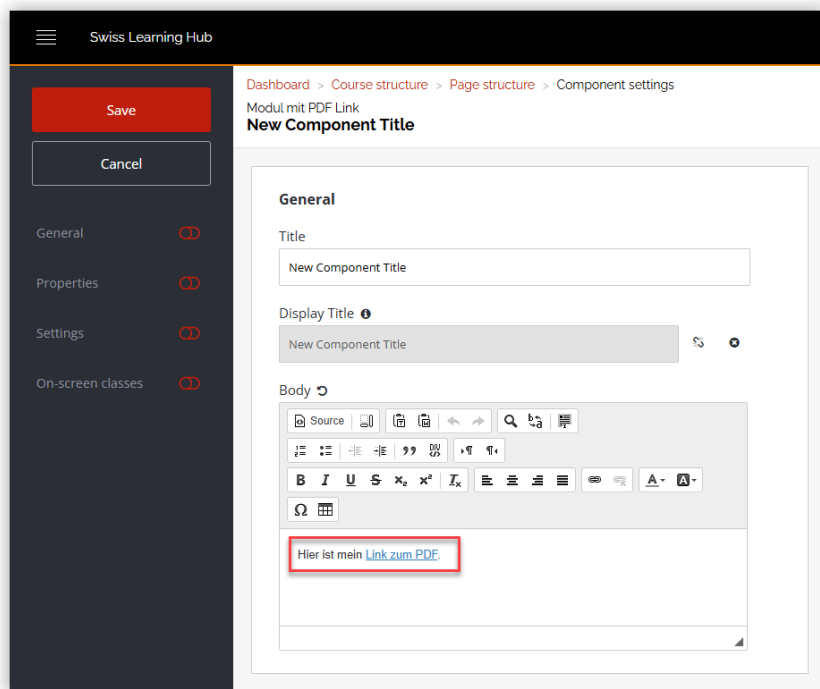 Swiss Learning Hub
Save
Cancel
General
Properties
Settings
On-screen classes
Dashboard > Course structure > Page structure > Component settings
Modul mit PDF Link
New Component Title
General
Title
New Component Title
Display Title
New Component Title
Body
Source
Hier ist mein Link zum PDF.